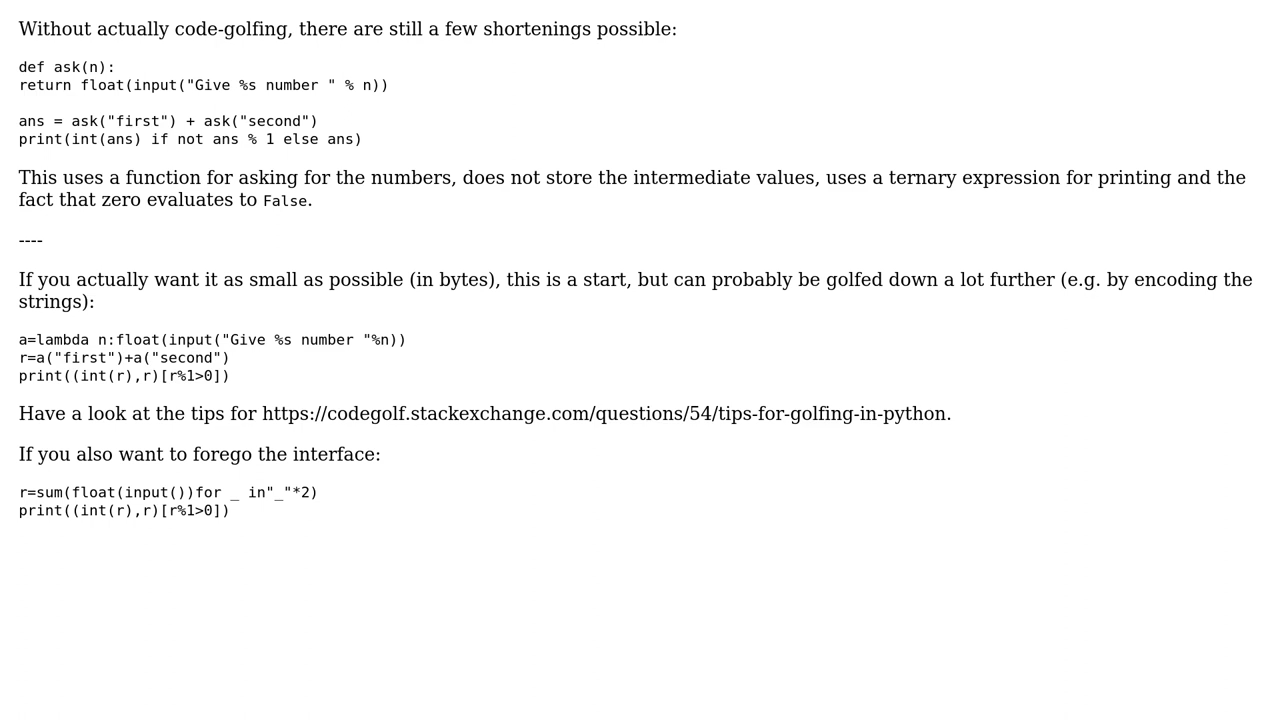 Without actually code-golfing, there are still a few shortenings possible:
def ask(n):
return float(input("Give %s number " % n))
ans = ask("first") + ask("second")
print(int(ans) if not ans % 1 else ans)
This uses a function for asking for the numbers, does not store the intermediate values, uses a ternary expression for printing and the
fact that zero evaluates to False.
----
If you actually want it as small as possible (in bytes), this is a start, but can probably be golfed down a lot further (e.g. by encoding the
strings):
a=lambda n:float(input("Give %s number "%n))
r=a("first")+a("second")
print((int(r),r)[r%1>0])
Have a look at the tips for https://codegolf.stackexchange.com/questions/54/tips-for-golfing-in-python.
If you also want to forego the interface:
r=sum(float(input())for _ in"_"*2)
print((int(r),r)[r%1>0])